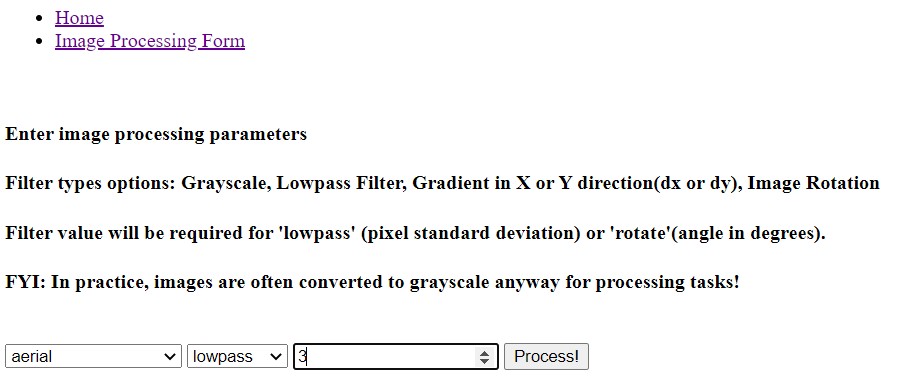 Home
Image Processing Form
Enter image processing parameters
Filter types options: Grayscale, Lowpass Filter, Gradient in X or Y direction(dx or dy), Image Rotation
Filter value will be required for 'lowpass' (pixel standard deviation) or 'rotate'(angle in degrees).
FYI: In practice, images are often converted to grayscale anyway for processing tasks!
aerial lowpass 3 Process!